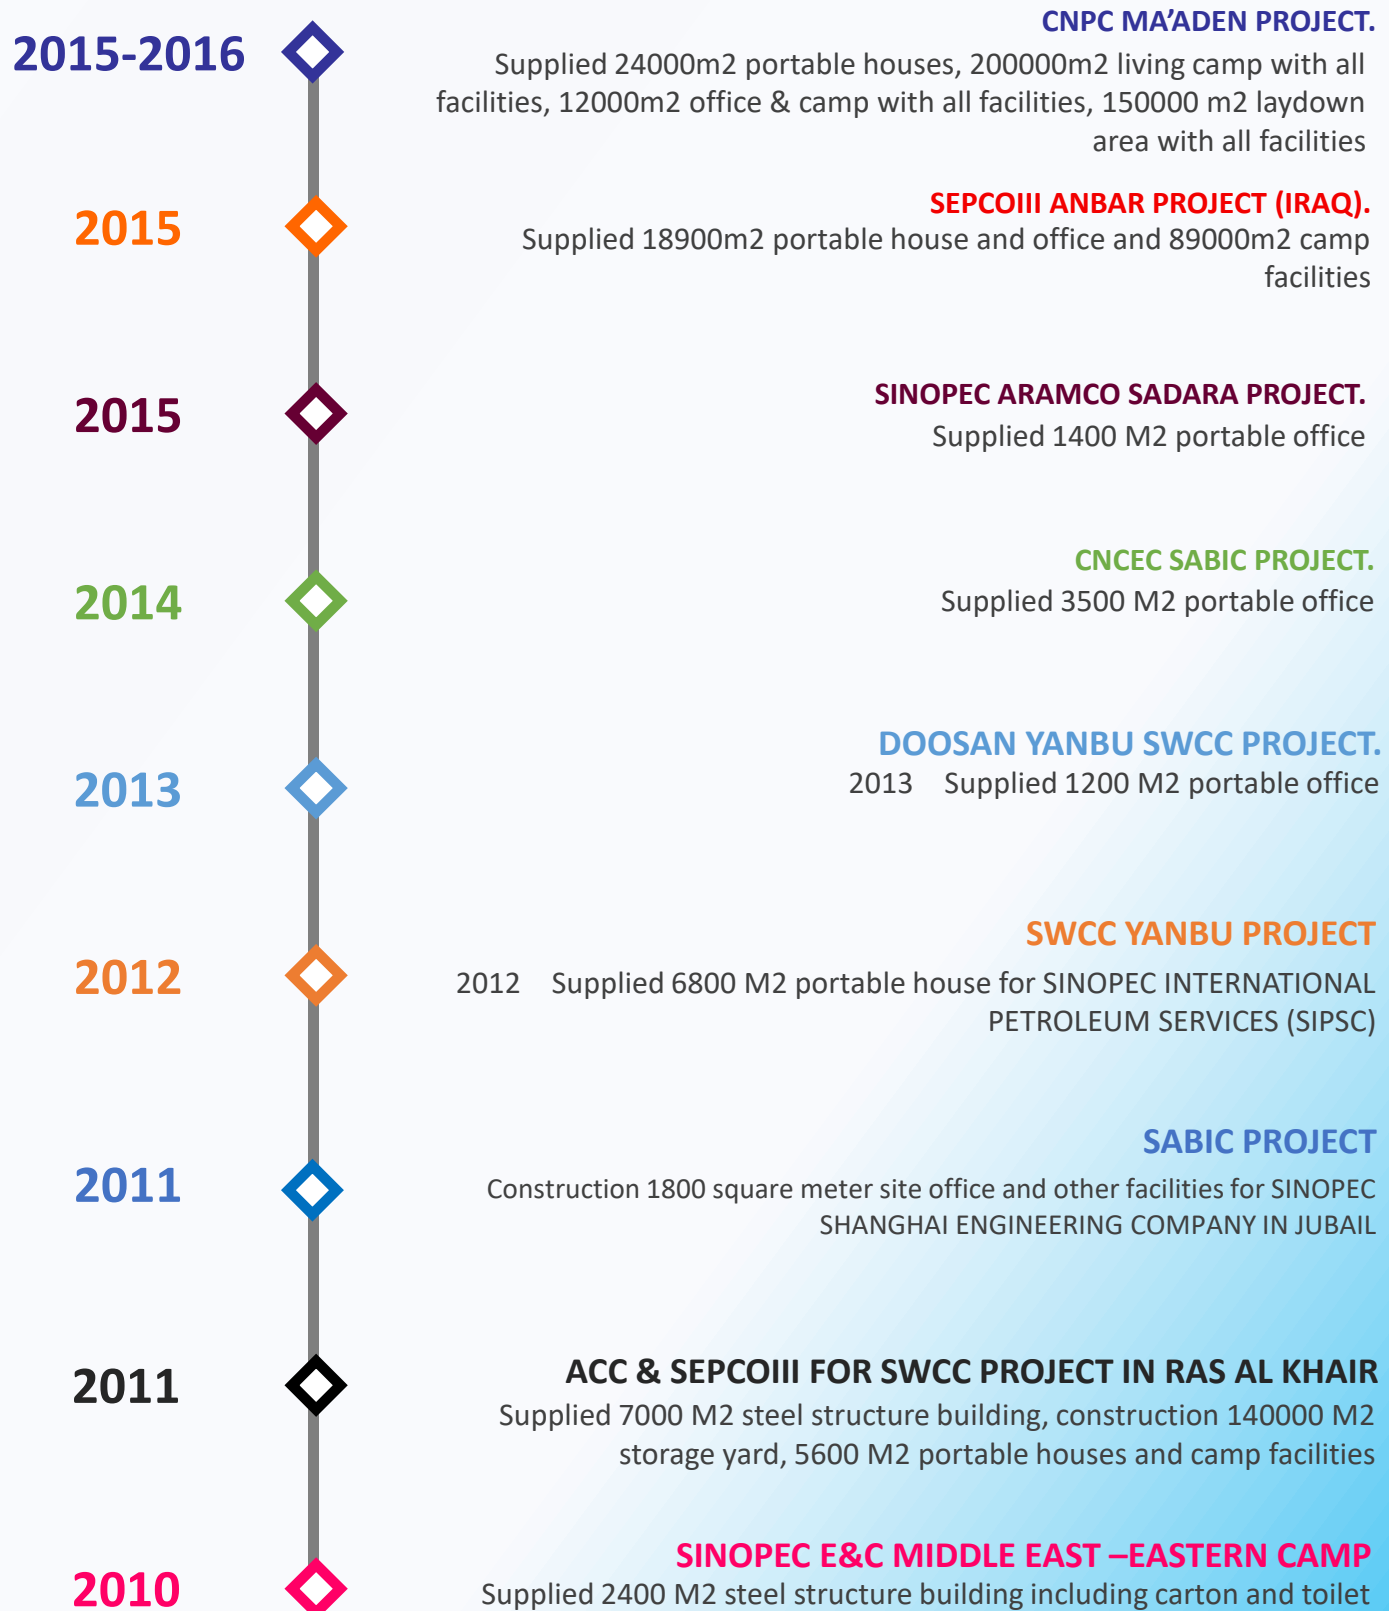 2015-2016
CNPC MA’ADEN PROJECT.
Supplied 24000m2 portable houses, 200000m2 living camp with all
facilities, 12000m2 office & camp with all facilities, 150000 m2 laydown
area with all facilities
2015
SEPCOIII ANBAR PROJECT (IRAQ).
Supplied 18900m2 portable house and office and 89000m2 camp
facilities
2015
SINOPEC ARAMCO SADARA PROJECT.
Supplied 1400 M2 portable office
2014
CNCEC SABIC PROJECT.
Supplied 3500 M2 portable office
2013
DOOSAN YANBU SWCC PROJECT.
2013 Supplied 1200 M2 portable office
2012
SWCC YANBU PROJECT
2012 Supplied 6800 M2 portable house for SINOPEC INTERNATIONAL
PETROLEUM SERVICES (SIPSC)
2011
SABIC PROJECT
Construction 1800 square meter site office and other facilities for SINOPEC
SHANGHAI ENGINEERING COMPANY IN JUBAIL
2011
ACC & SEPCOIII FOR SWCC PROJECT IN RAS AL KHAIR
Supplied 7000 M2 steel structure building, construction 140000 M2
storage yard, 5600 M2 portable houses and camp facilities
2010
SINOPEC E&C MIDDLE EAST –EASTERN CAMP
Supplied 2400 M2 steel structure building including carton and toilet